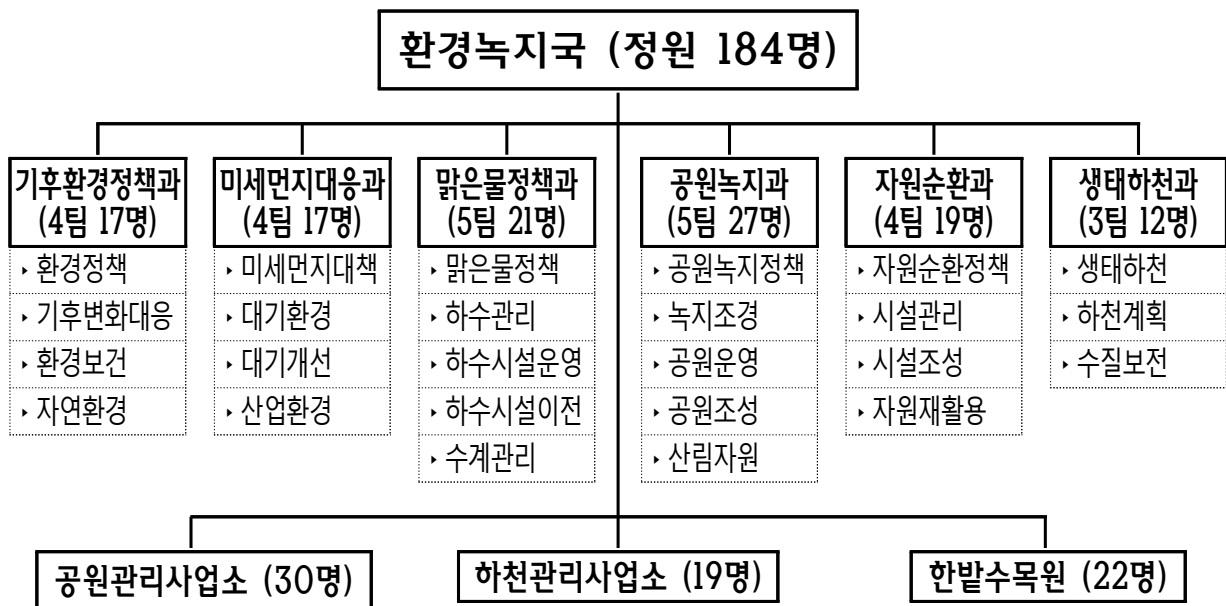 환경녹지국 (정원 184명)
기후환경정책과
(4팀 17명)
‣ 환경정책
‣ 기후변화대응
‣ 환경보건
‣ 자연환경
미세먼지대응과
(4팀 17명)
‣ 미세먼지대책
‣ 대기환경
‣ 대기개선
‣ 산업환경
맑은물정책과
(5팀 21명)
‣ 맑은물정책
‣ 하수관리
‣ 하수시설운영
‣ 하수시설이전
‣ 수계관리
공원녹지과
(5팀 27명)
‣ 공원녹지정책
‣ 녹지조경
‣ 공원운영
‣ 공원조성
‣ 산림자원
자원순환과
(4팀 19명)
‣ 자원순환정책
‣ 시설관리
‣ 시설조성
‣ 자원재활용
생태하천과
(3팀 12명)
‣ 생태하천
‣ 하천계획
‣ 수질보전
공원관리사업소 (30명)
하천관리사업소 (19명)
한밭수목원 (22명)